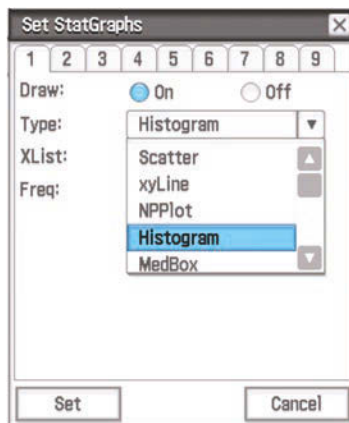 Set StatGraphs
1 2 3 4 5 6 7 8 9
Draw: On Off
Type: Histogram
XList: Scatter
xyLine
Freq: NPPlot
Histogram
MedBox
Set Cancel